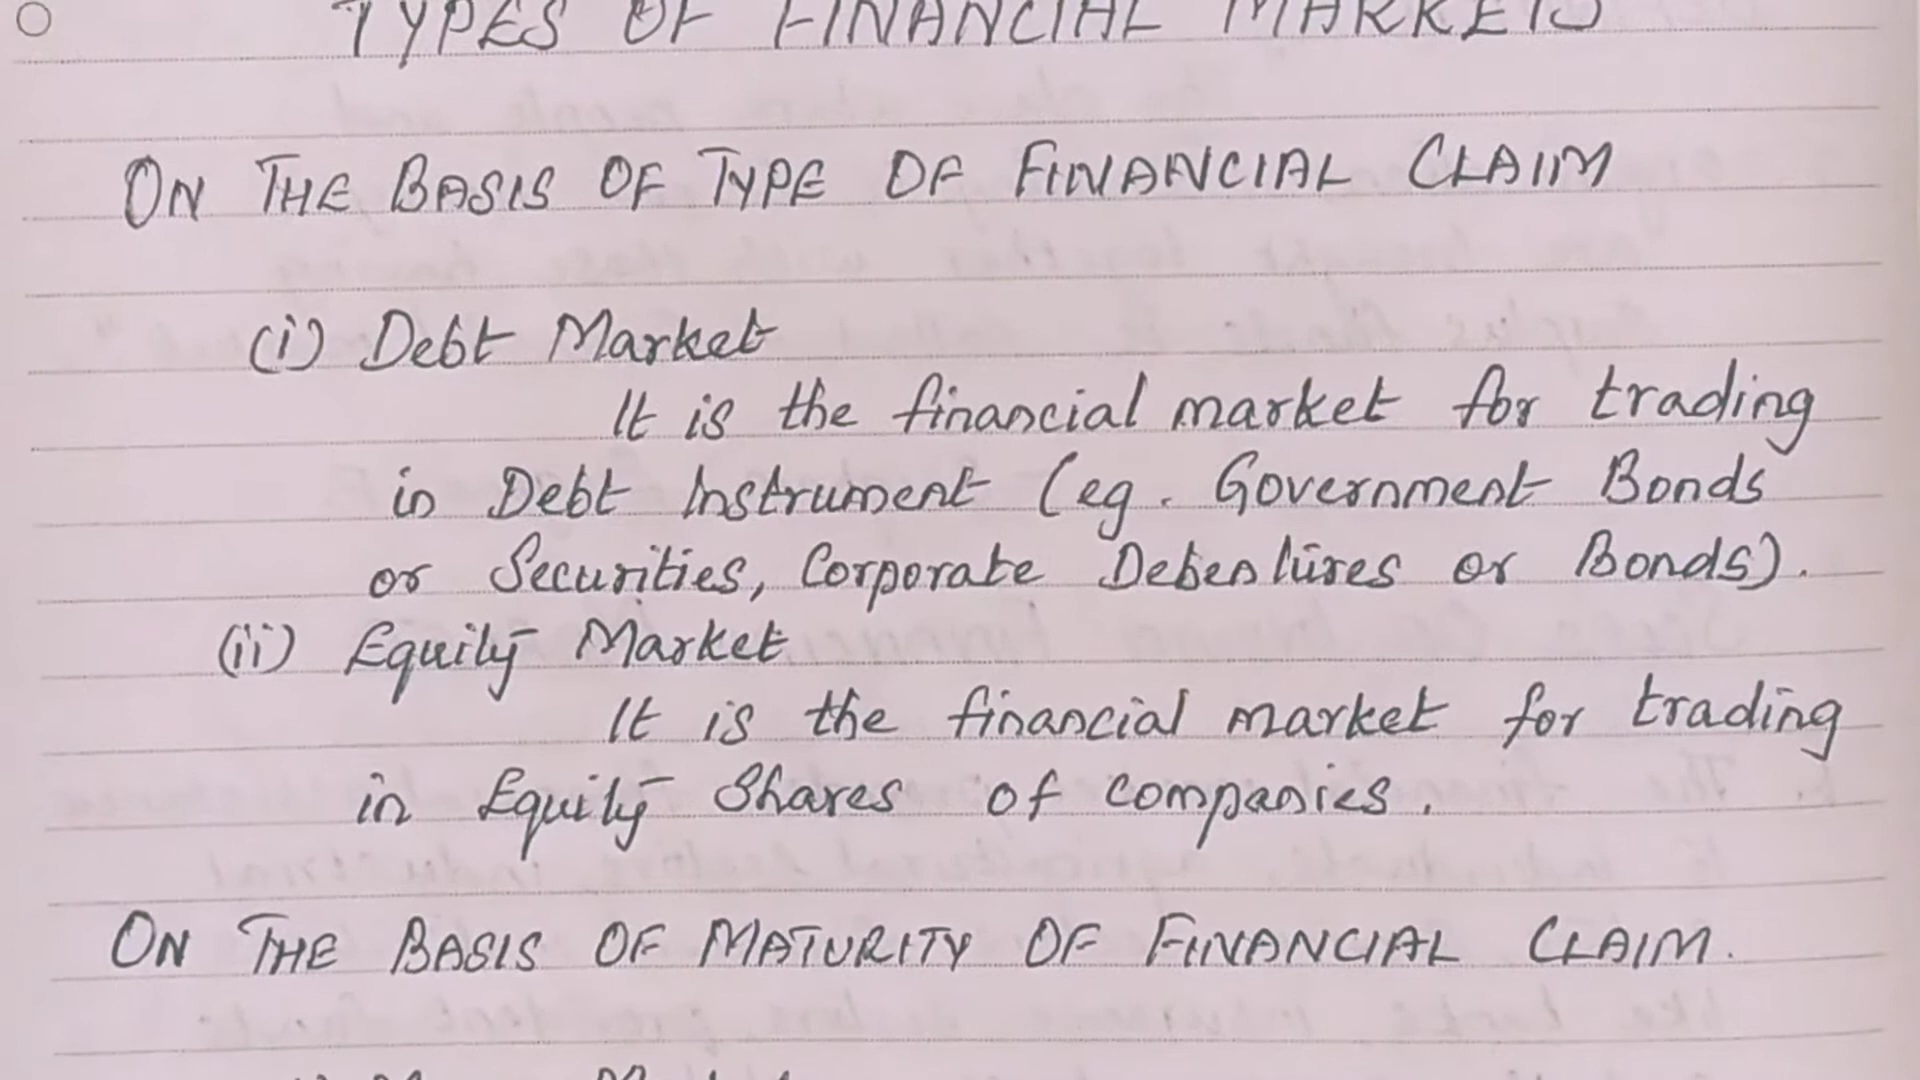 TYPES OF FINANCIAL MARKETS
ON THE BASIS OF TYPE OF FINANCIAL CLAIM
(i) Debt Market
It is the financial market for trading
in Debt Instrument (eg. Government Bonds
or Securities, Corporate Debentures or Bonds).
(ii) Equity Market
It is the financial market for trading
in Equity Shares of companies.
ON THE BASIS OF MATURITY OF FINANCIAL CLAIM.